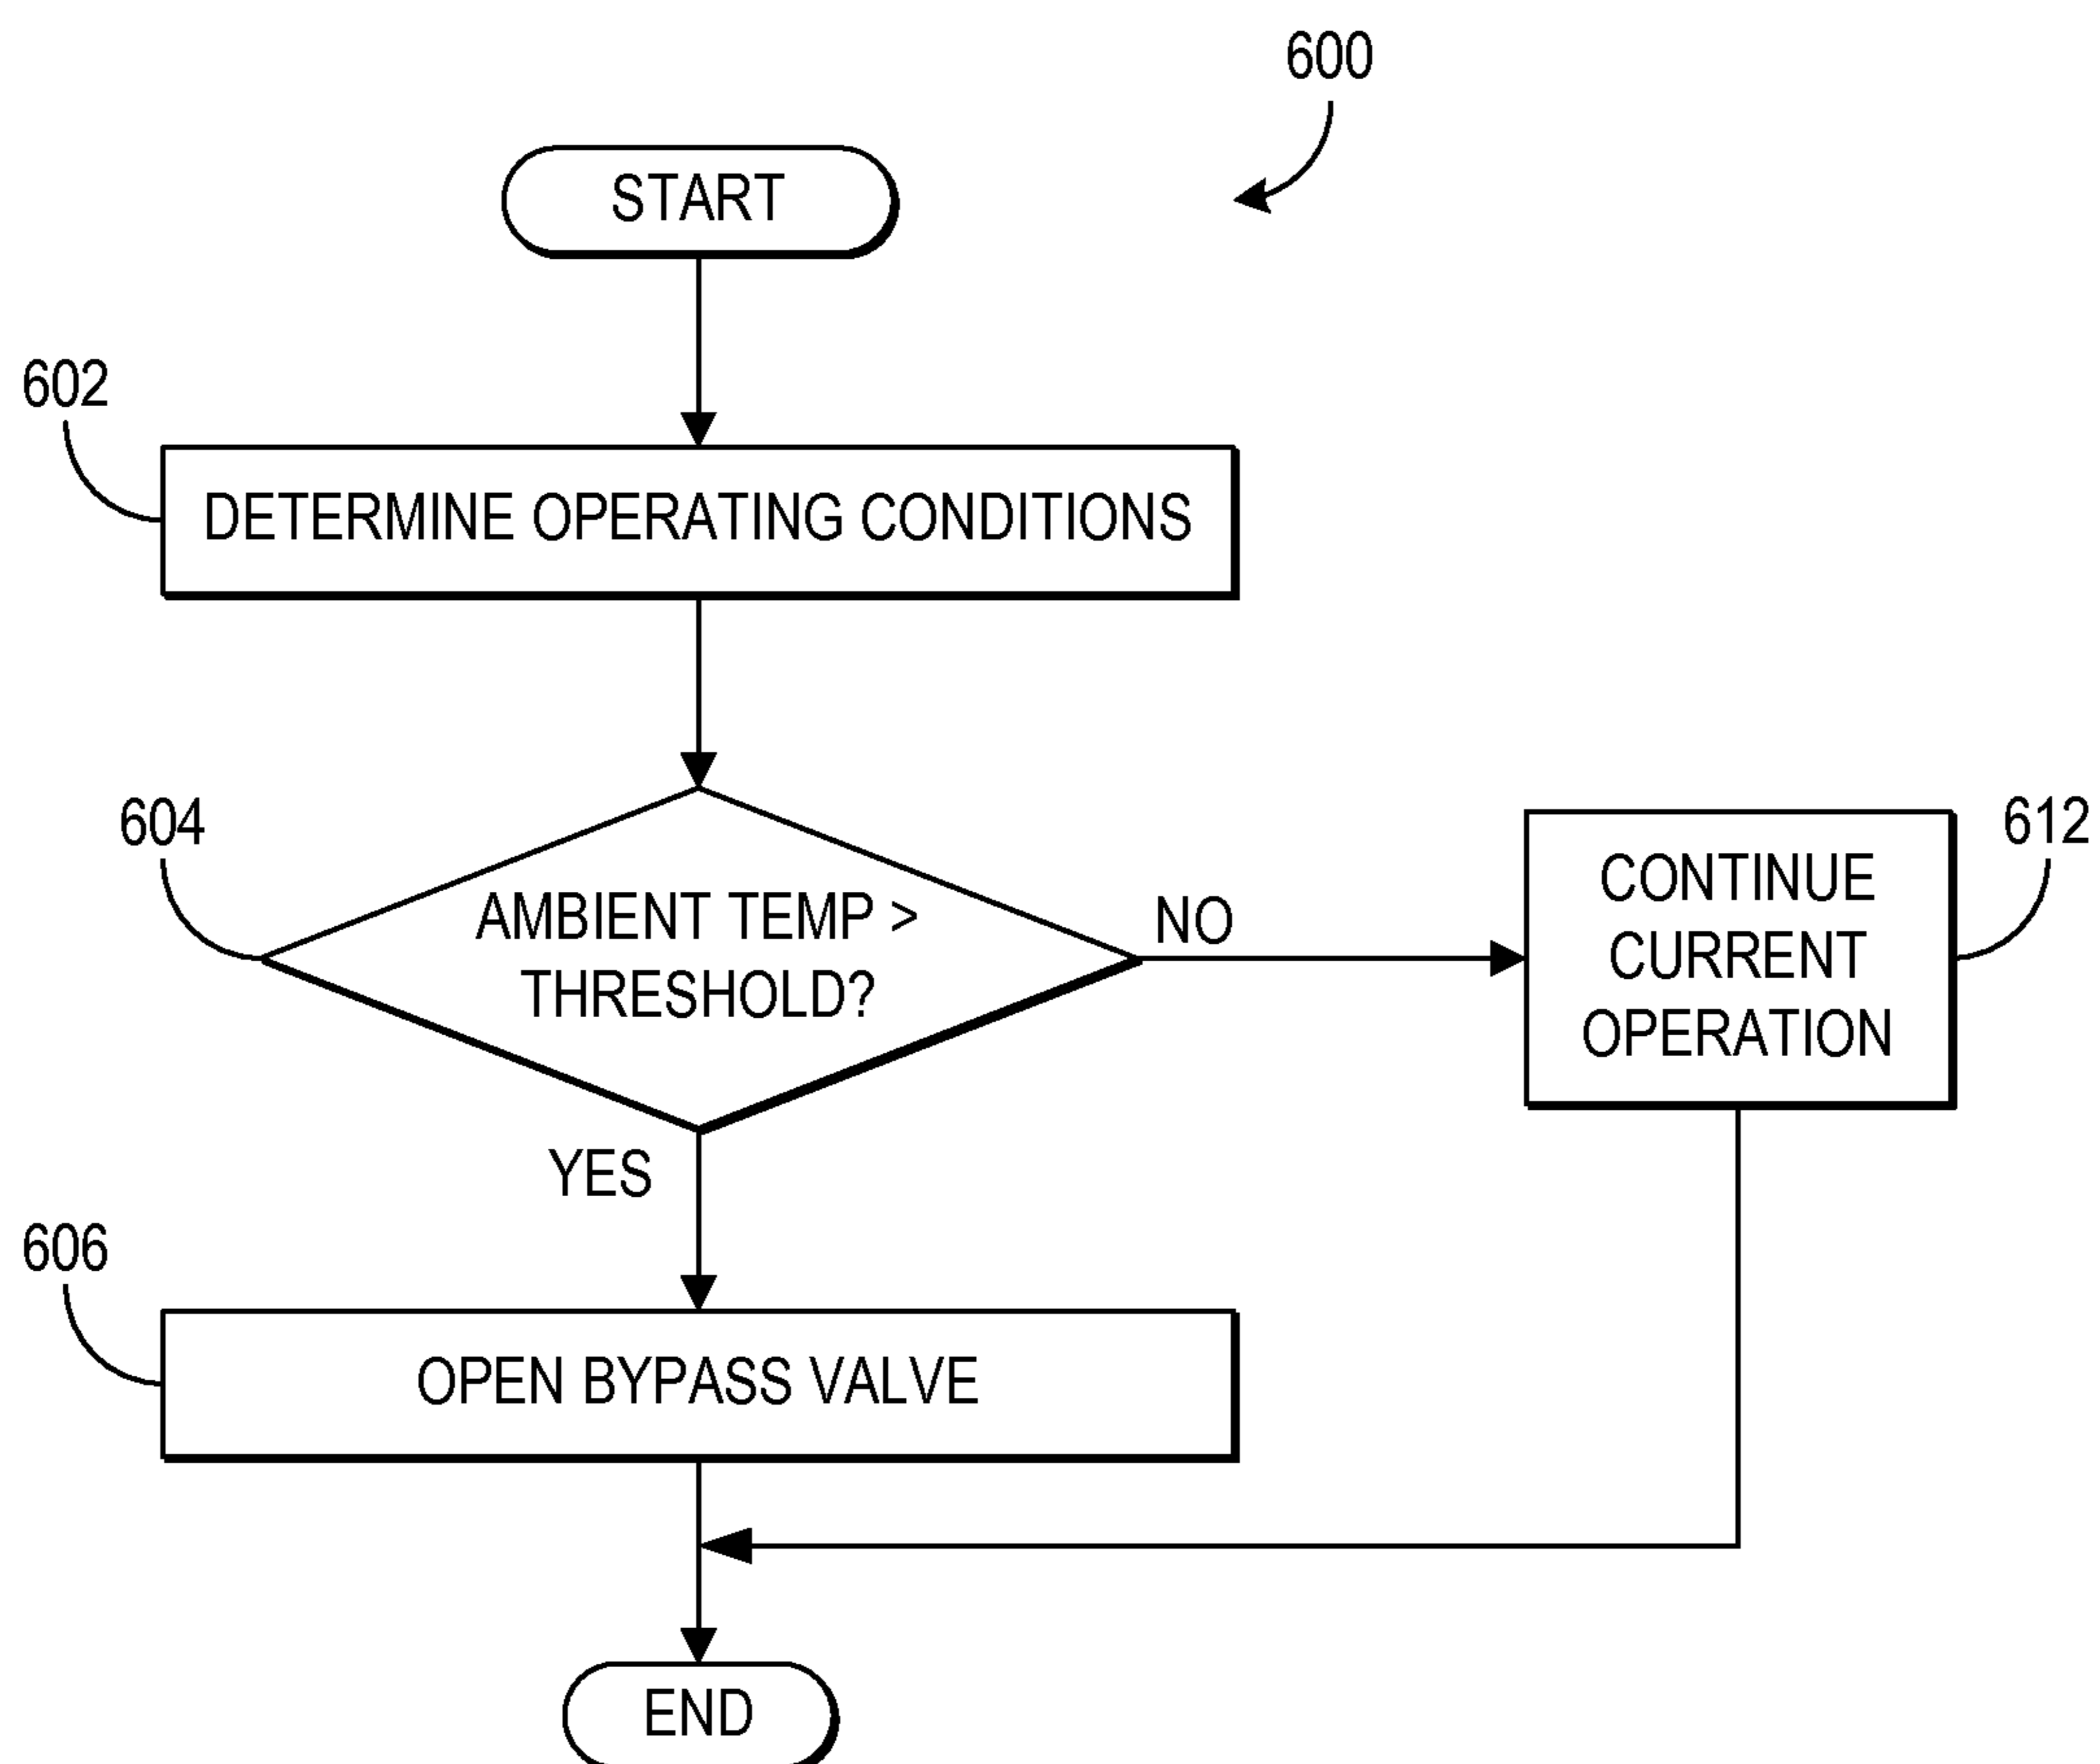 600
START
602
DETERMINE OPERATING CONDITIONS
604
AMBIENT TEMP >
THRESHOLD?
NO
612
CONTINUE
CURRENT
OPERATION
YES
606
OPEN BYPASS VALVE
END